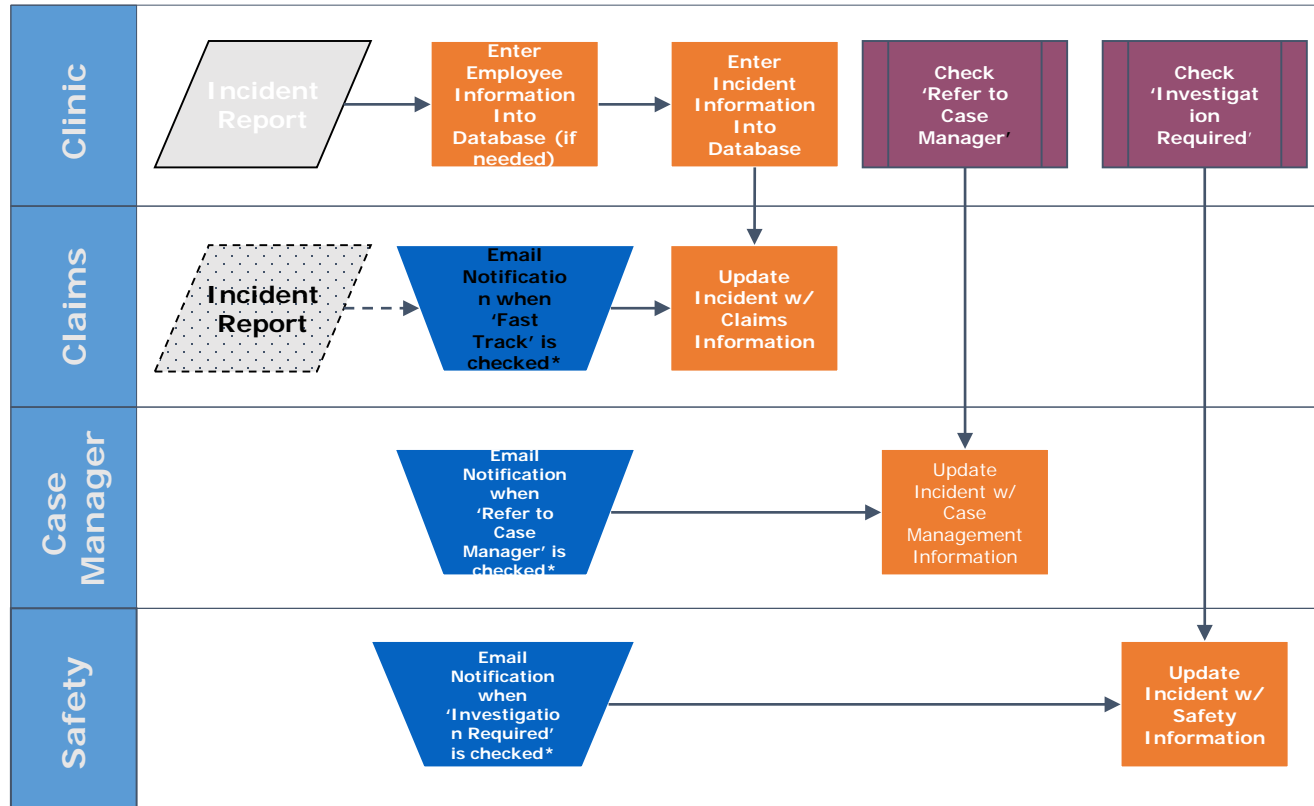 Clinic
Incident
Report
Enter
Employee
Information
Into
Database (if
needed)
Enter
Incident
Information
Into
Database
Check
‘Refer to
Case
Manager’
Check
‘Investigat
ion
Required’
Claims
Incident
Report
Email
Notificatio
n when
‘Fast
Track’ is
checked*
Update
Incident w/
Claims
Information
Case
Manager
Email
Notification
when
‘Refer to
Case
Manager’ is
checked*
Update
Incident w/
Case
Management
Information
Safety
Email
Notification
when
‘Investigatio
n Required’
is checked*
Update
Incident w/
Safety
Information